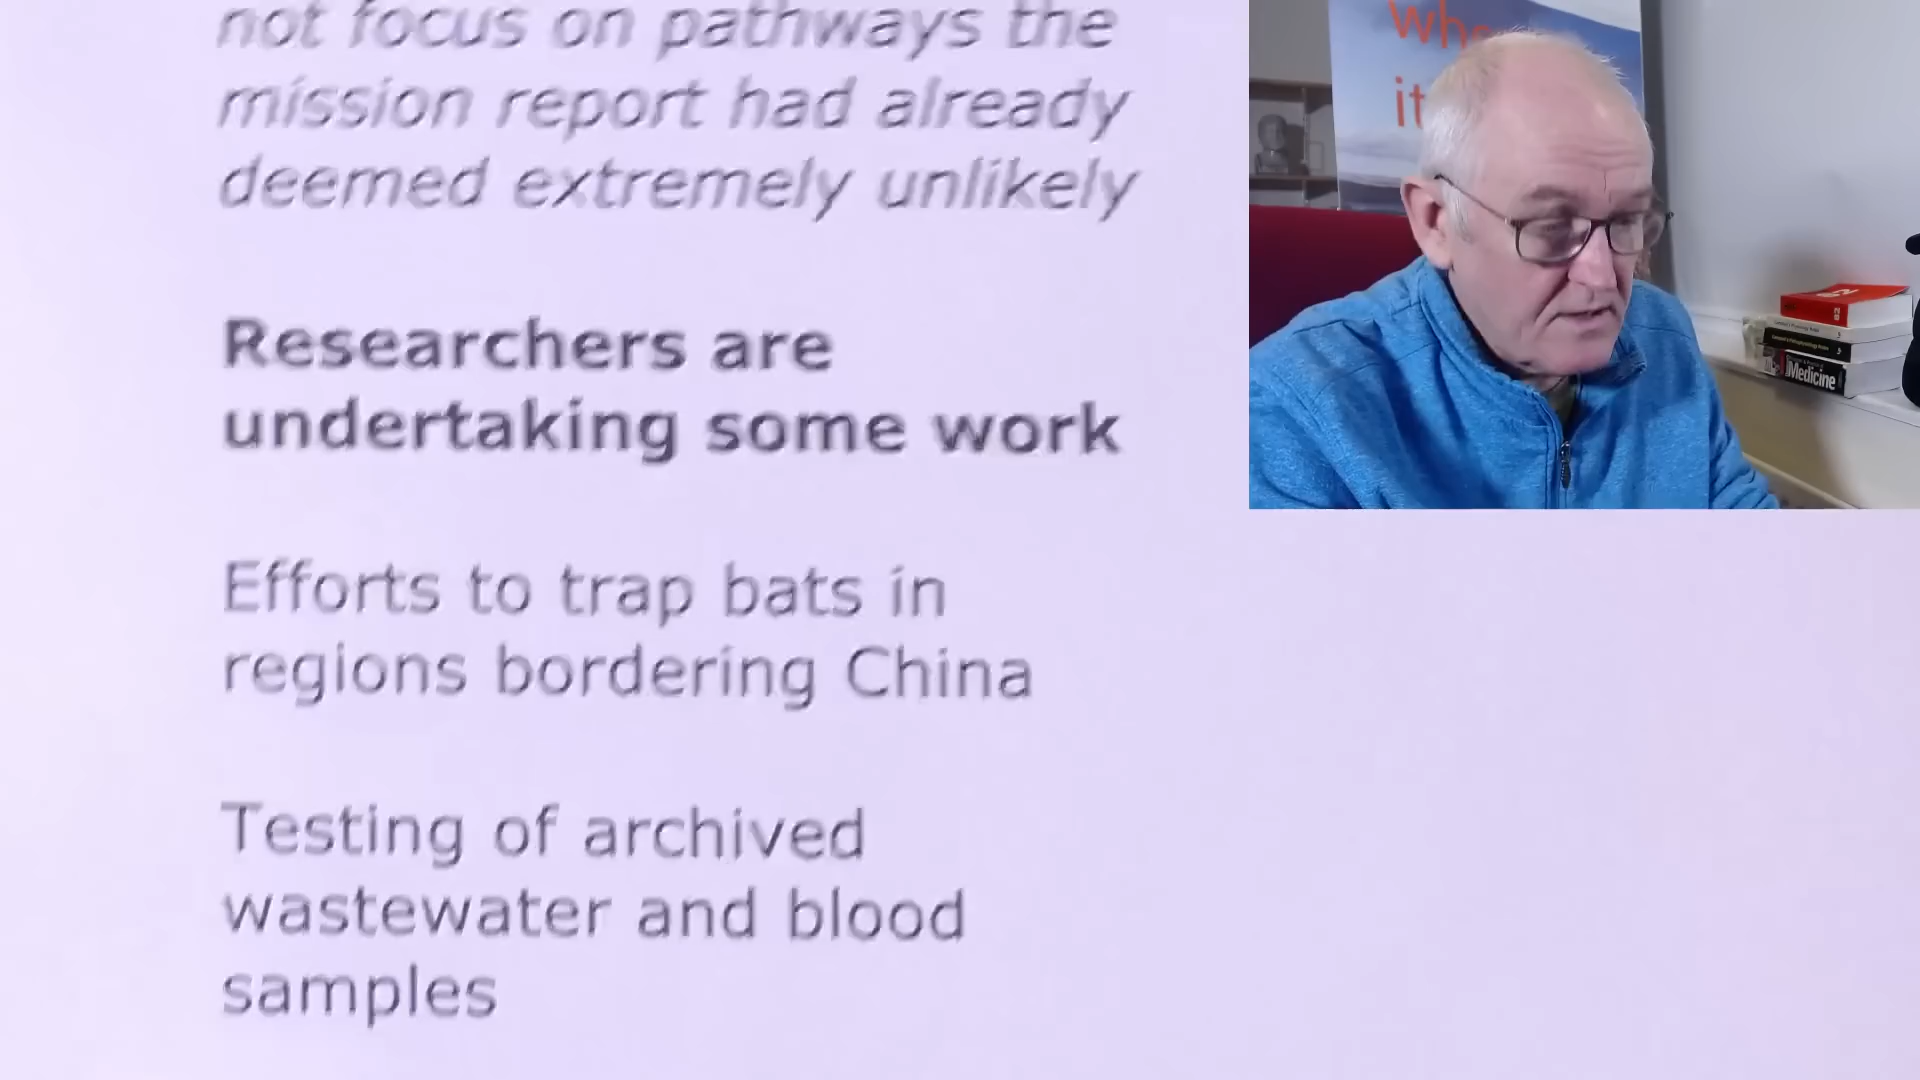 not focus on pathways the
mission report had already
deemed extremely unlikely
Researchers are
undertaking some work
Efforts to trap bats in
regions bordering China
Testing of archived
wastewater and blood
samples
it
Medicine